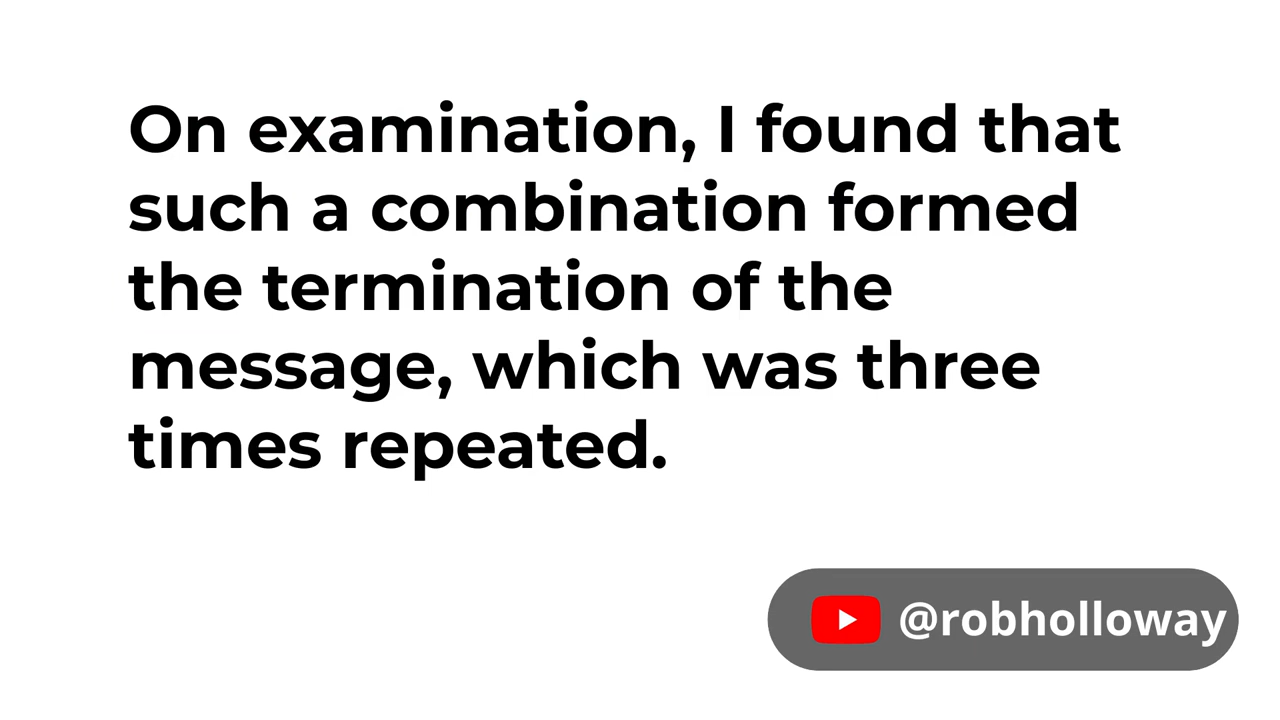 On examination, I found that
such a combination formed
the termination of the
message, which was three
times repeated.
@robholloway